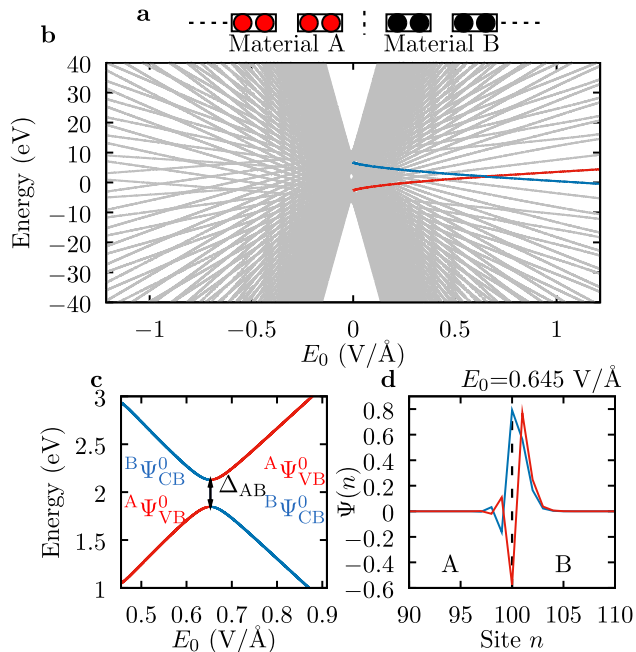 a
Material A Material B
b
40
30
20
10
0
−10
−20
−30
−40
Energy (eV)
−1 −0.5 0 0.5 1
E₀ (V/Å)
c
3
2.5
2
1.5
1
Energy (eV)
ᴮΨ⁰CB ᴬΨ⁰VB
ΔAB
ᴬΨ⁰VB ᴮΨ⁰CB
0.5 0.6 0.7 0.8 0.9
E₀ (V/Å)
d E₀=0.645 V/Å
0.8
0.6
0.4
0.2
0
−0.2
−0.4
−0.6
Ψ(n)
A B
90 95 100 105 110
Site n